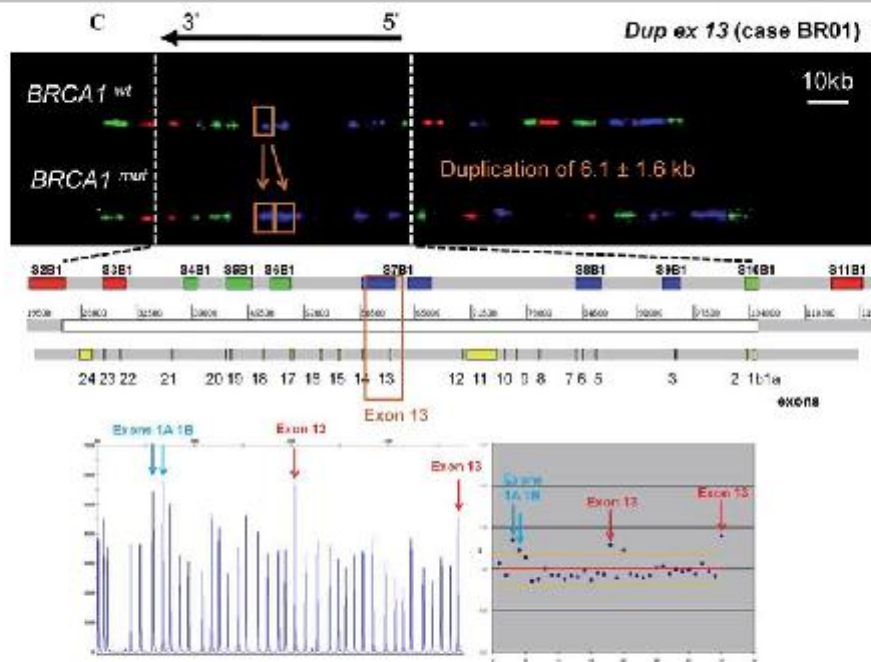 C 3' 5' Dup ex 13 (case BR01)
10kb
BRCA1 wt
Duplication of 6.1 ± 1.6 kb
BRCA1 mut
S2B1 S3B1 S4B1 S5B1 S6B1 S7B1 S8B1 S9B1 S10B1 S11B1
24 23 22 21 20 19 18 17 16 15 14 13 12 11 10 9 8 7 6 5 3 2 1b1a
Exon 13
exons
Exons 1A 1B
Exon 13
Exon 13
Exons
1A 1B
Exon 13
Exon 13